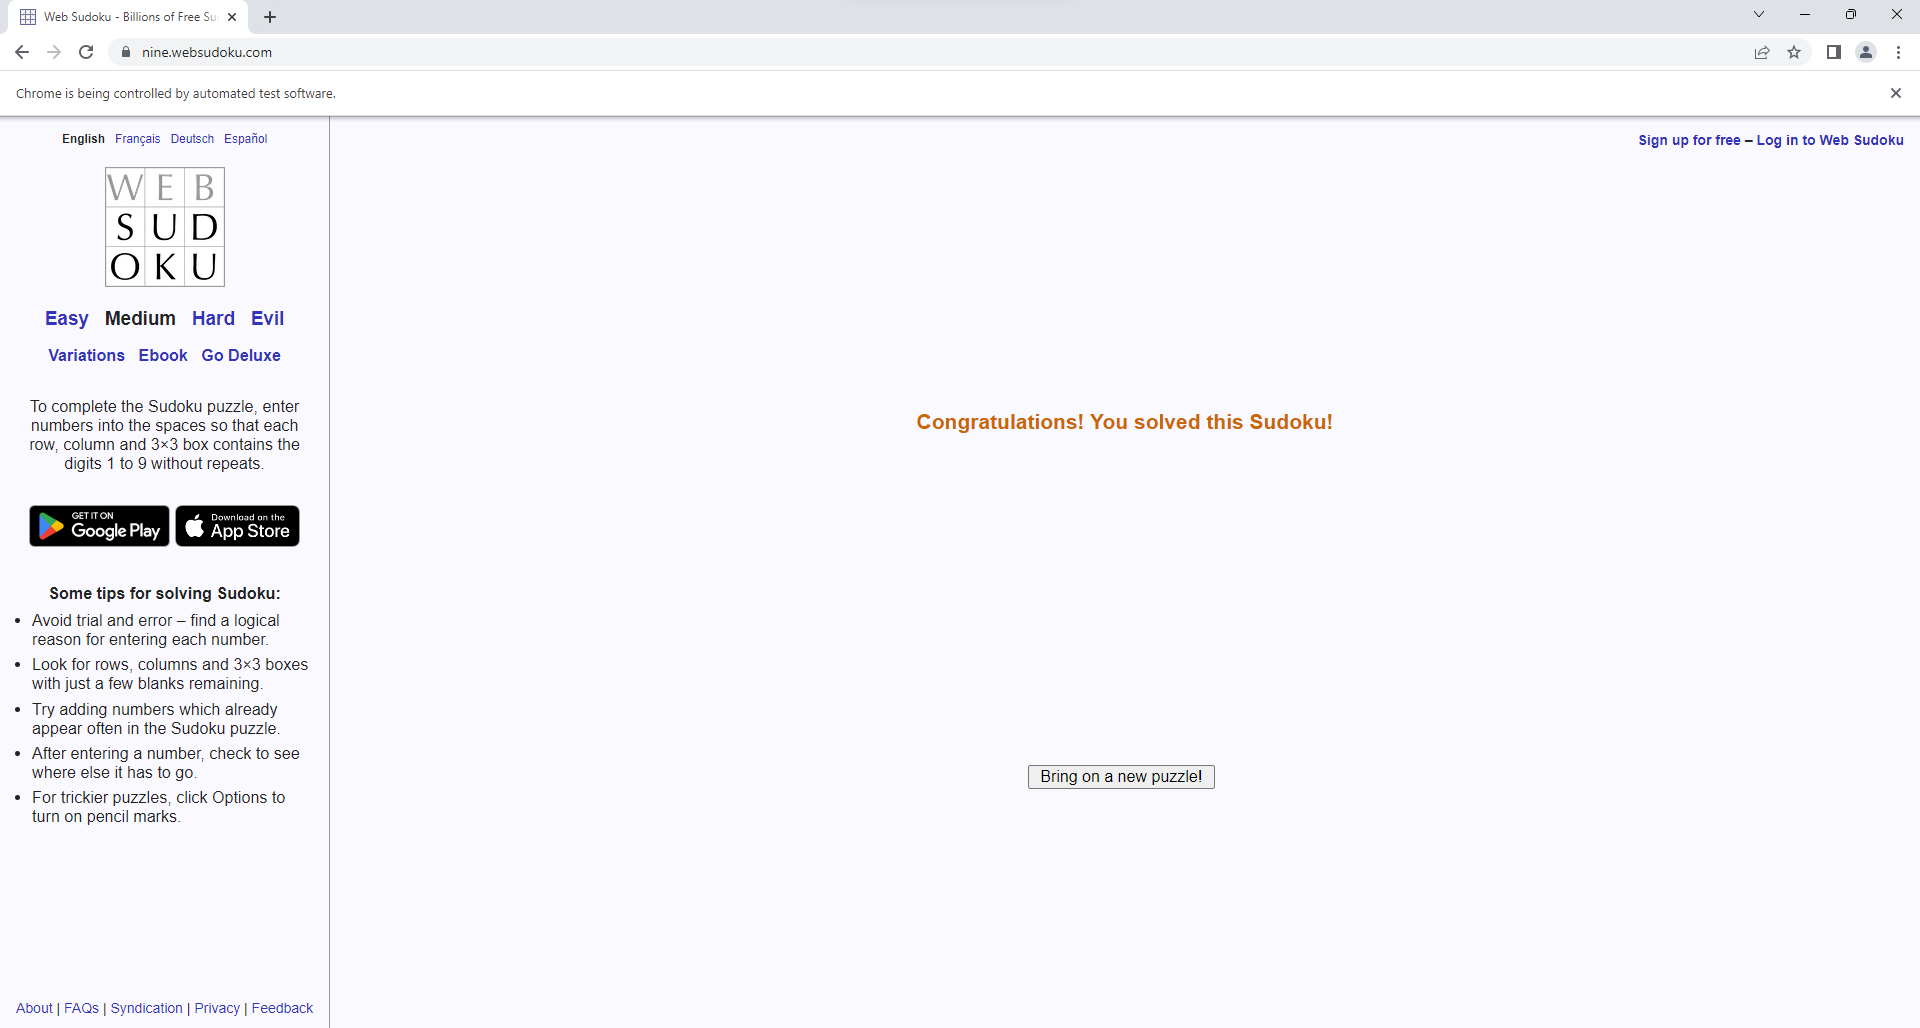 Web Sudoku - Billions of Free Su
nine.websudoku.com
Chrome is being controlled by automated test software.
English Français Deutsch Español
Sign up for free – Log in to Web Sudoku
WEB
SUD
OKU
Easy Medium Hard Evil
Variations Ebook Go Deluxe
To complete the Sudoku puzzle, enter
numbers into the spaces so that each
row, column and 3×3 box contains the
digits 1 to 9 without repeats.
Congratulations! You solved this Sudoku!
GET IT ON
Google Play
Download on the
App Store
Some tips for solving Sudoku:
• Avoid trial and error – find a logical
reason for entering each number.
• Look for rows, columns and 3×3 boxes
with just a few blanks remaining.
• Try adding numbers which already
appear often in the Sudoku puzzle.
• After entering a number, check to see
where else it has to go.
• For trickier puzzles, click Options to
turn on pencil marks.
Bring on a new puzzle!
About | FAQs | Syndication | Privacy | Feedback